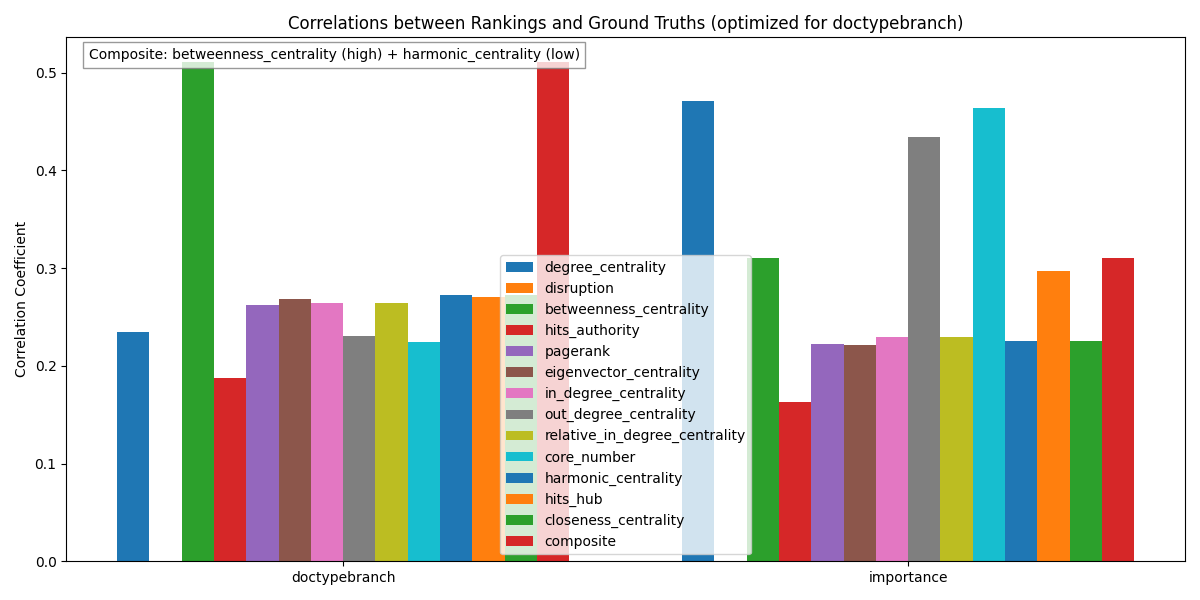 Correlations between Rankings and Ground Truths (optimized for doctypebranch)
Composite: betweenness_centrality (high) + harmonic_centrality (low)
Correlation Coefficient
0.5
0.4
0.3
0.2
0.1
0.0
degree_centrality
disruption
betweenness_centrality
hits_authority
pagerank
eigenvector_centrality
in_degree_centrality
out_degree_centrality
relative_in_degree_centrality
core_number
harmonic_centrality
hits_hub
closeness_centrality
composite
doctypebranch
importance